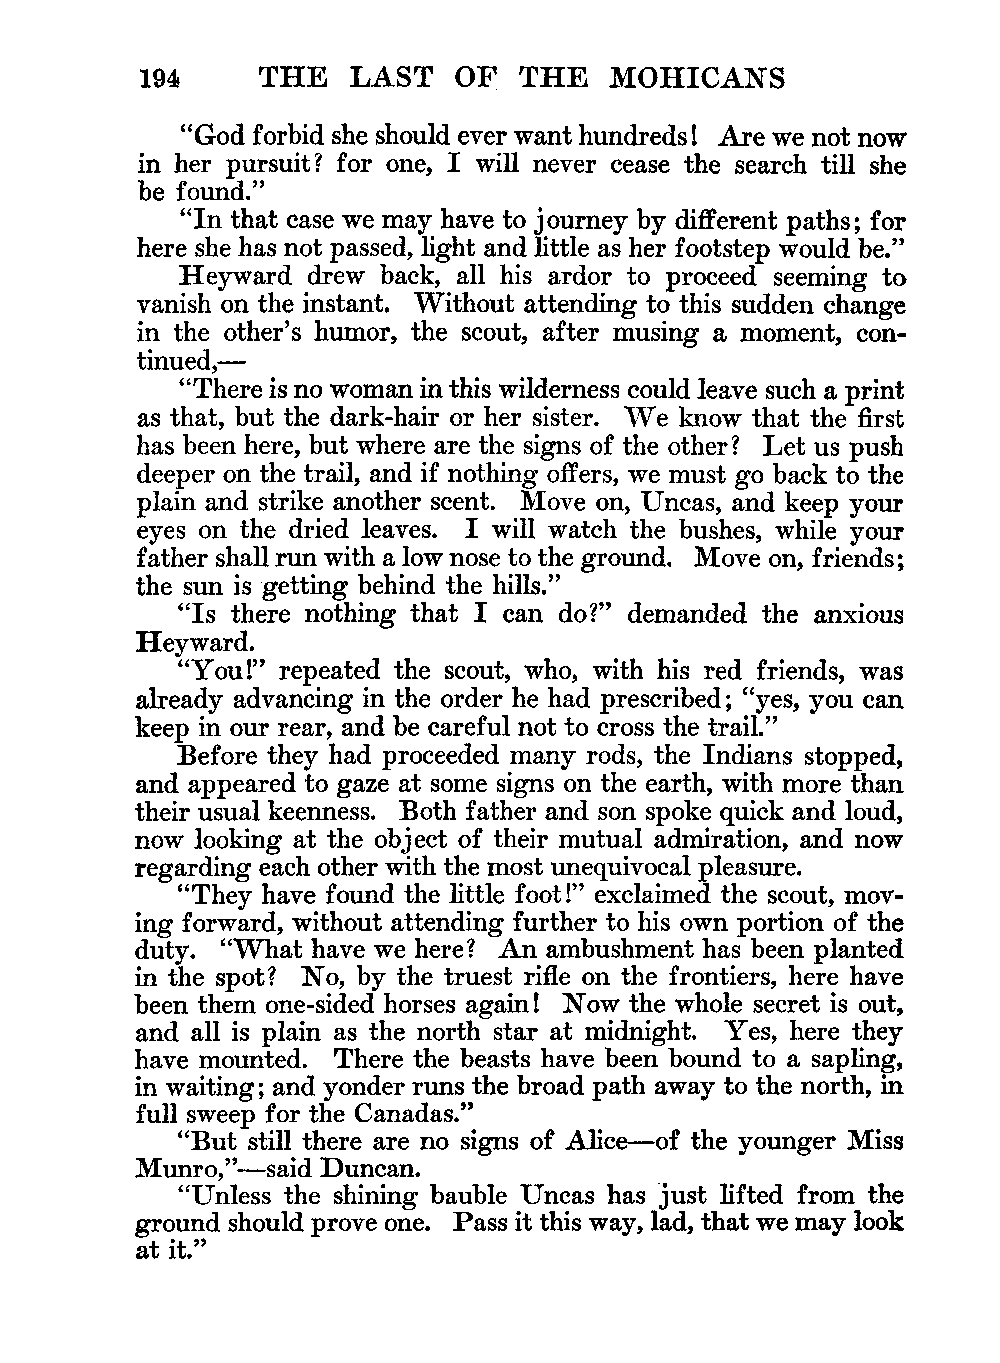 194 THE LAST OF THE MOHICANS
“God forbid she should ever want hundreds! Are we not now
in her pursuit? for one, I will never cease the search till she
be found.”
“In that case we may have to journey by different paths; for
here she has not passed, light and little as her footstep would be.”
Heyward drew back, all his ardor to proceed seeming to
vanish on the instant. Without attending to this sudden change
in the other’s humor, the scout, after musing a moment, con-
tinued,—
“There is no woman in this wilderness could leave such a print
as that, but the dark-hair or her sister. We know that the first
has been here, but where are the signs of the other? Let us push
deeper on the trail, and if nothing offers, we must go back to the
plain and strike another scent. Move on, Uncas, and keep your
eyes on the dried leaves. I will watch the bushes, while your
father shall run with a low nose to the ground. Move on, friends;
the sun is getting behind the hills.”
“Is there nothing that I can do?” demanded the anxious
Heyward.
“You!” repeated the scout, who, with his red friends, was
already advancing in the order he had prescribed; “yes, you can
keep in our rear, and be careful not to cross the trail.”
Before they had proceeded many rods, the Indians stopped,
and appeared to gaze at some signs on the earth, with more than
their usual keenness. Both father and son spoke quick and loud,
now looking at the object of their mutual admiration, and now
regarding each other with the most unequivocal pleasure.
“They have found the little foot!” exclaimed the scout, mov-
ing forward, without attending further to his own portion of the
duty. “What have we here? An ambushment has been planted
in the spot? No, by the truest rifle on the frontiers, here have
been them one-sided horses again! Now the whole secret is out,
and all is plain as the north star at midnight. Yes, here they
have mounted. There the beasts have been bound to a sapling,
in waiting; and yonder runs the broad path away to the north, in
full sweep for the Canadas.”
“But still there are no signs of Alice—of the younger Miss
Munro,”—said Duncan.
“Unless the shining bauble Uncas has just lifted from the
ground should prove one. Pass it this way, lad, that we may look
at it.”